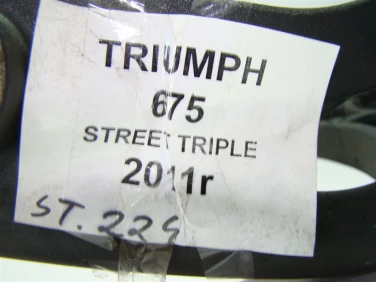 TRIUMPH
675
STREET TRIPLE
2011r
ST. 229